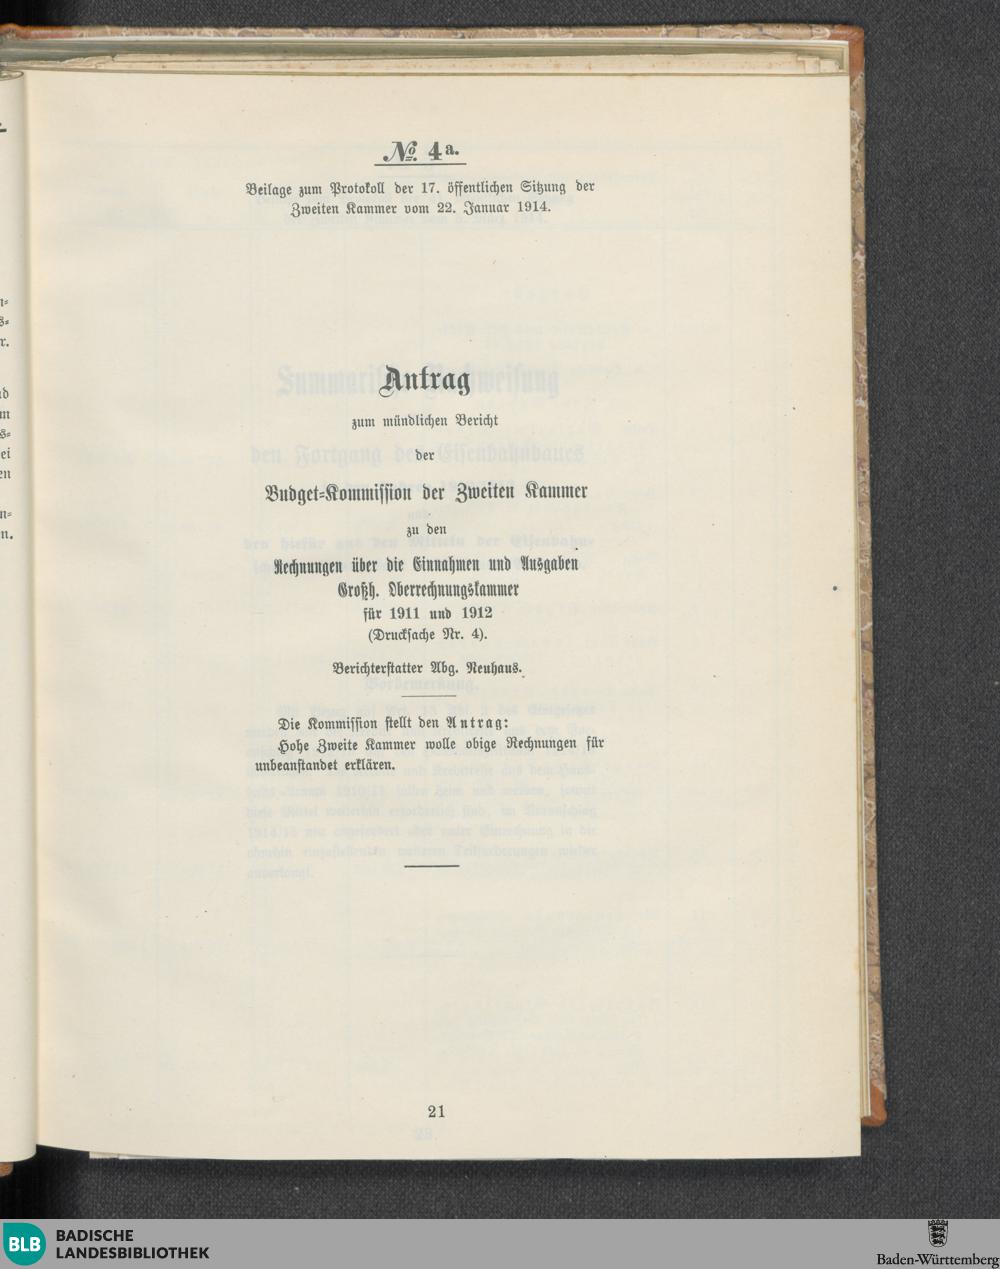 № 4a.
Beilage zum Protokoll der 17. öffentlichen Sitzung der
Zweiten Kammer vom 22. Januar 1914.
Antrag
zum mündlichen Bericht
der
Budget-Kommission der Zweiten Kammer
zu den
Rechnungen über die Einnahmen und Ausgaben
Großh. Oberrechnungskammer
für 1911 und 1912
(Drucksache Nr. 4).
Berichterstatter Abg. Neuhaus.
Die Kommission stellt den Antrag:
Hohe Zweite Kammer wolle obige Rechnungen für
unbeanstandet erklären.
21
BLB BADISCHE
LANDESBIBLIOTHEK
Baden-Württemberg